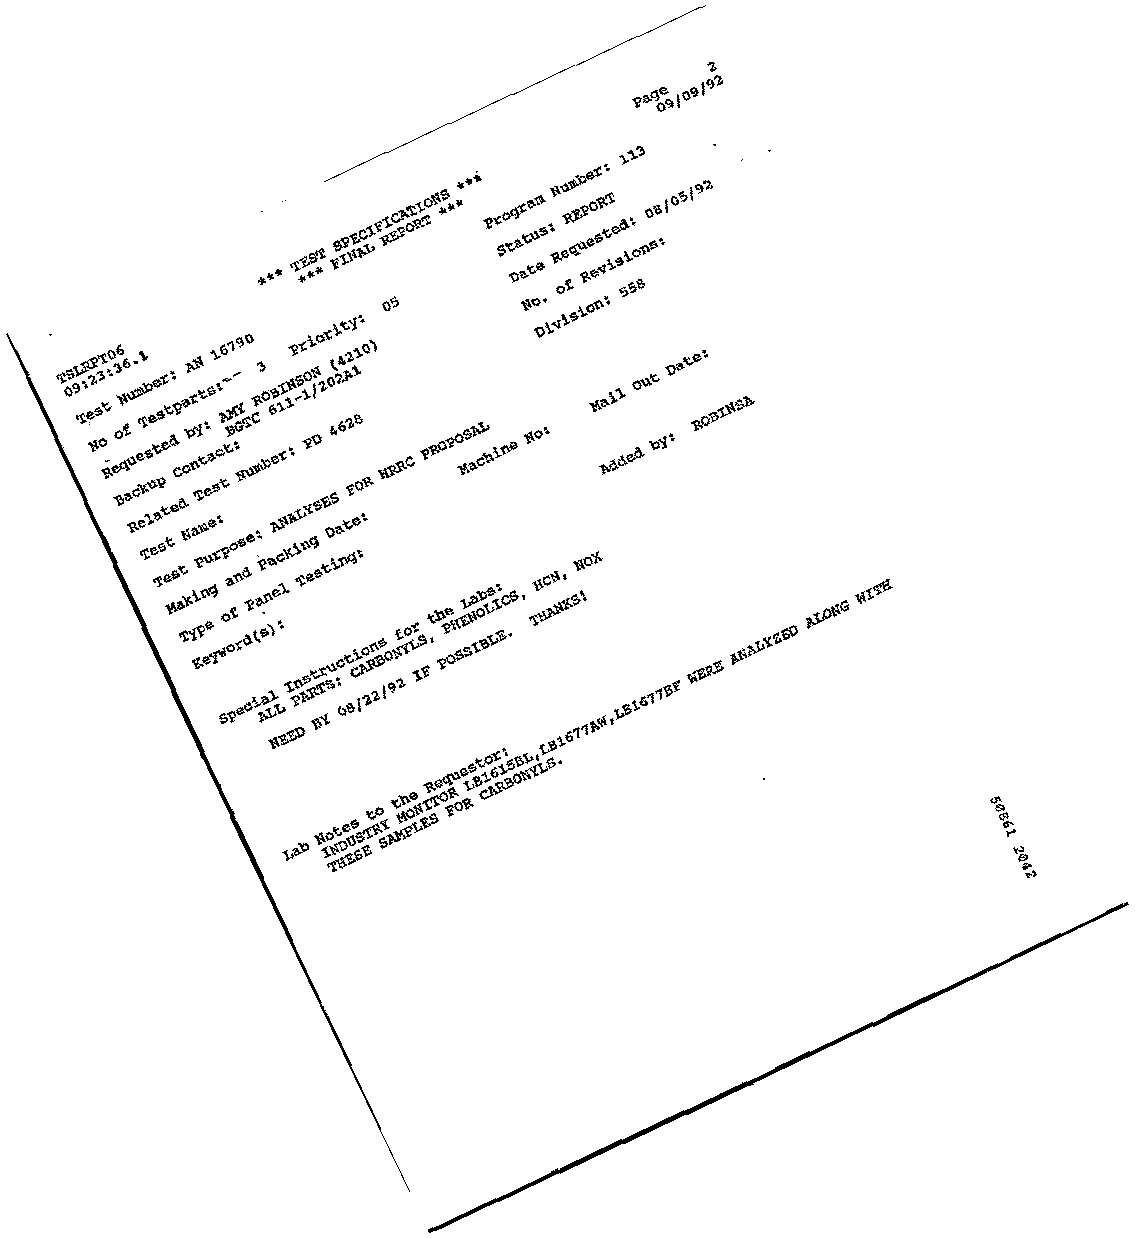 Page 2
09/09/92
*** TEST SPECIFICATIONS ***
*** FINAL REPORT ***
TSLRPT06
09:23:36.1
Test Number: AN 16790 Program Number: 113
No of Testparts:-- 3 Priority: 05 Status: REPORT
Requested by: AMY ROBINSON (4210) Date Requested: 08/05/92
BGTC 611-1/202A1
Backup Contact: No. of Revisions:
Related Test Number: PD 4628 Division: 558
Test Name:
Test Purpose: ANALYSES FOR MRRC PROPOSAL
Making and Packing Date: Machine No: Mail Out Date:
Type of Panel Testing:
Keyword(s): Added by: ROBINSA
Special Instructions for the Labs:
ALL PARTS: CARBONYLS, PHENOLICS, HCN, NOX
NEED BY 08/22/92 IF POSSIBLE. THANKS!
Lab Notes to the Requestor:
INDUSTRY MONITOR LB1615BL,LB1677AW,LB1677BF WERE ANALYZED ALONG WITH
THESE SAMPLES FOR CARBONYLS.
50861 2042